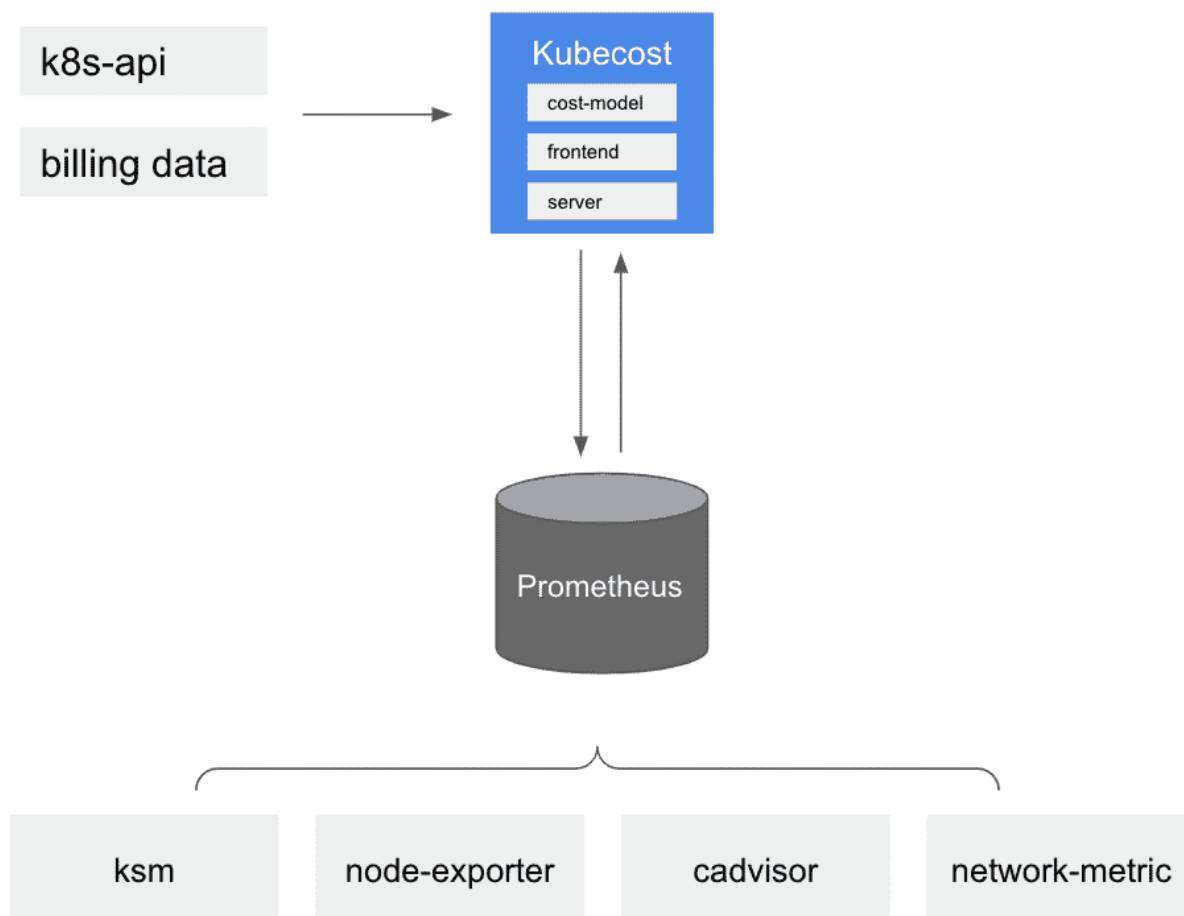 k8s-api
billing data
Kubecost
cost-model
frontend
server
Prometheus
ksm
node-exporter
cadvisor
network-metric